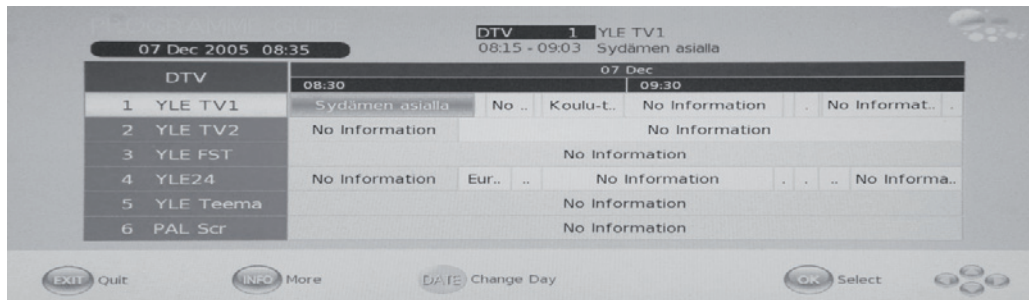 PROGRAMME GUIDE
DTV 1 YLE TV1
07 Dec 2005 08:35
08:15 - 09:03 Sydämen asialla
DTV
07 Dec
08:30 09:30
1 YLE TV1 Sydämen asialla No .. Koulu-t.. No Information . No Informat.. .
2 YLE TV2 No Information No Information
3 YLE FST No Information
4 YLE24 No Information Eur.. .. No Information . . .. No Informa..
5 YLE Teema No Information
6 PAL Scr No Information
EXIT Quit INFO More DATE Change Day OK Select